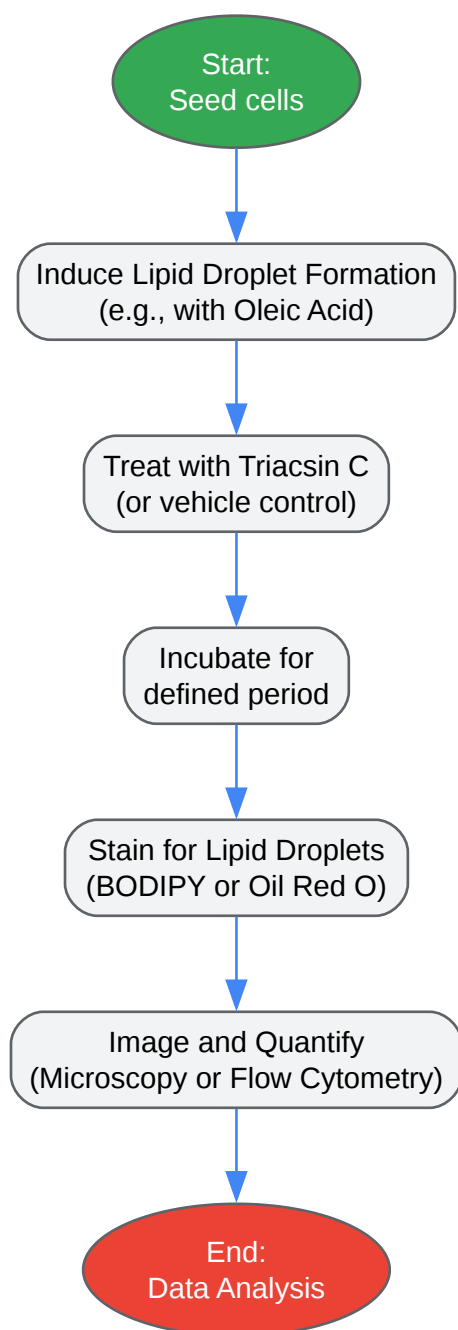 Start:
Seed cells
Induce Lipid Droplet Formation
(e.g., with Oleic Acid)
Treat with Triacsin C
(or vehicle control)
Incubate for
defined period
Stain for Lipid Droplets
(BODIPY or Oil Red O)
Image and Quantify
(Microscopy or Flow Cytometry)
End:
Data Analysis